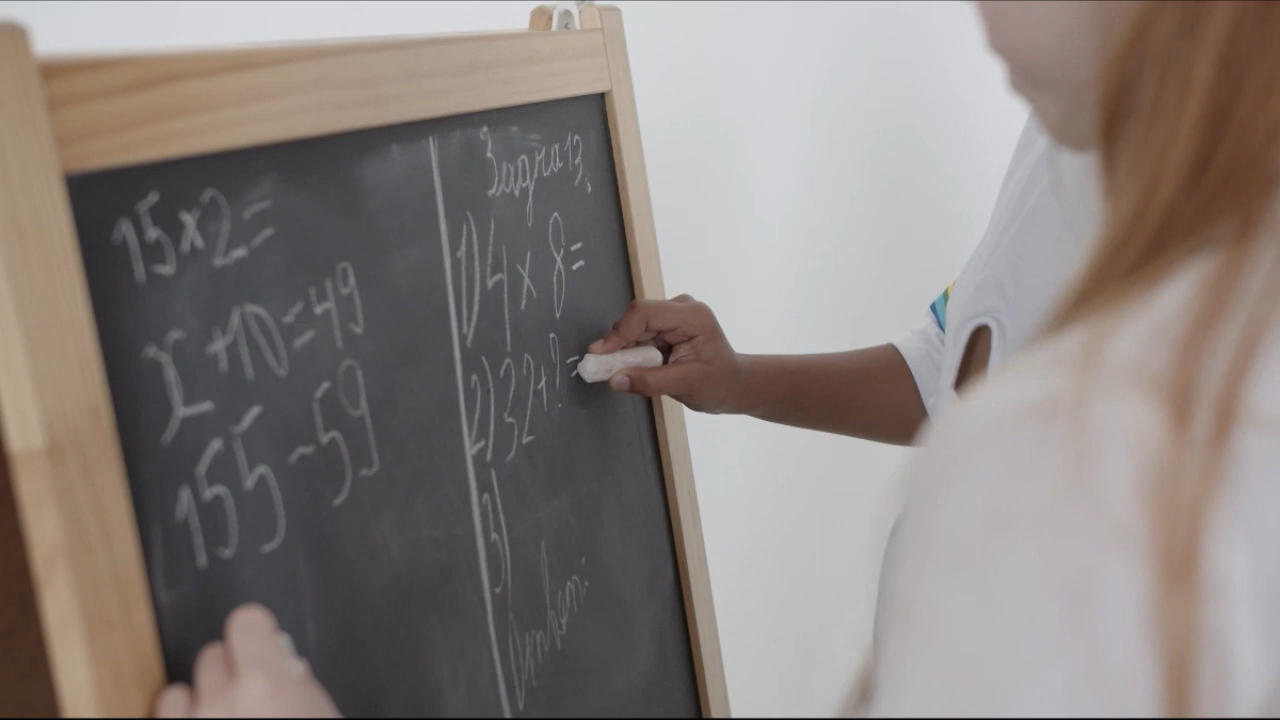 15x2=
x+10=49
155-59
Задача 13.
1) 4 x 8=
2) 32+?=
3)
Ответ: